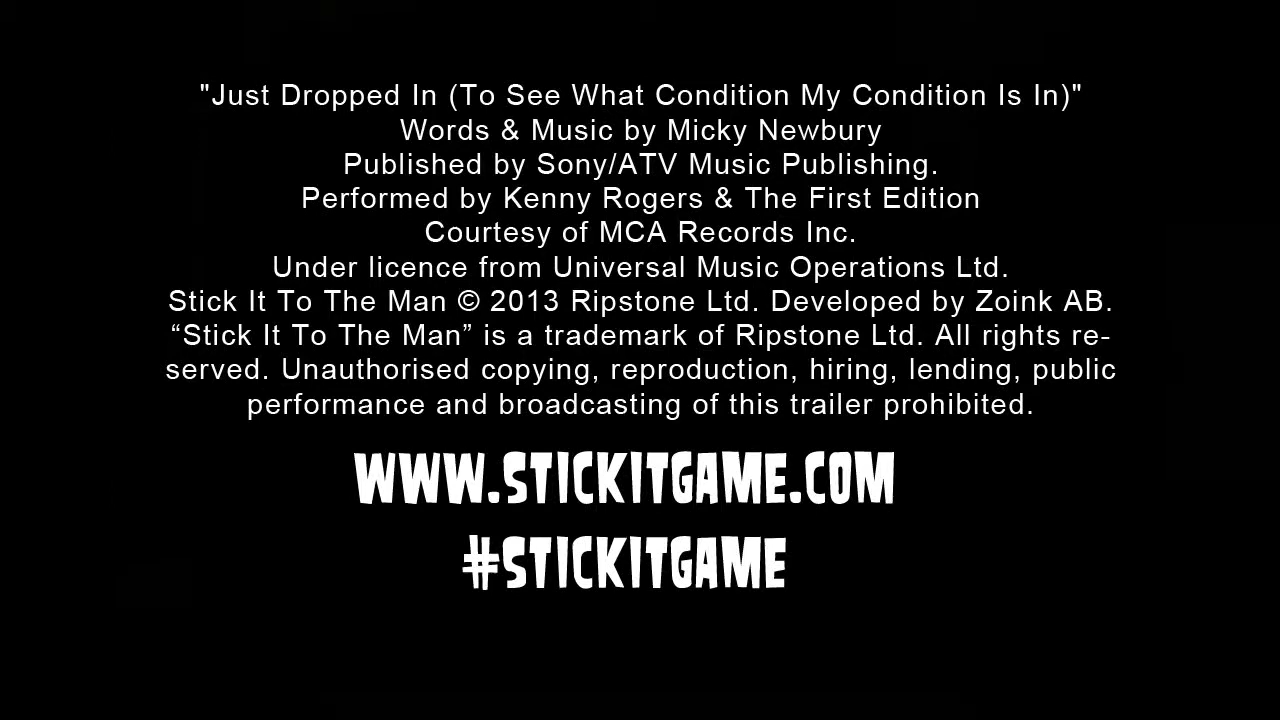 "Just Dropped In (To See What Condition My Condition Is In)"
Words & Music by Micky Newbury
Published by Sony/ATV Music Publishing.
Performed by Kenny Rogers & The First Edition
Courtesy of MCA Records Inc.
Under licence from Universal Music Operations Ltd.
Stick It To The Man © 2013 Ripstone Ltd. Developed by Zoink AB.
“Stick It To The Man” is a trademark of Ripstone Ltd. All rights re-
served. Unauthorised copying, reproduction, hiring, lending, public
performance and broadcasting of this trailer prohibited.
WWW.STICKITGAME.COM
#STICKITGAME